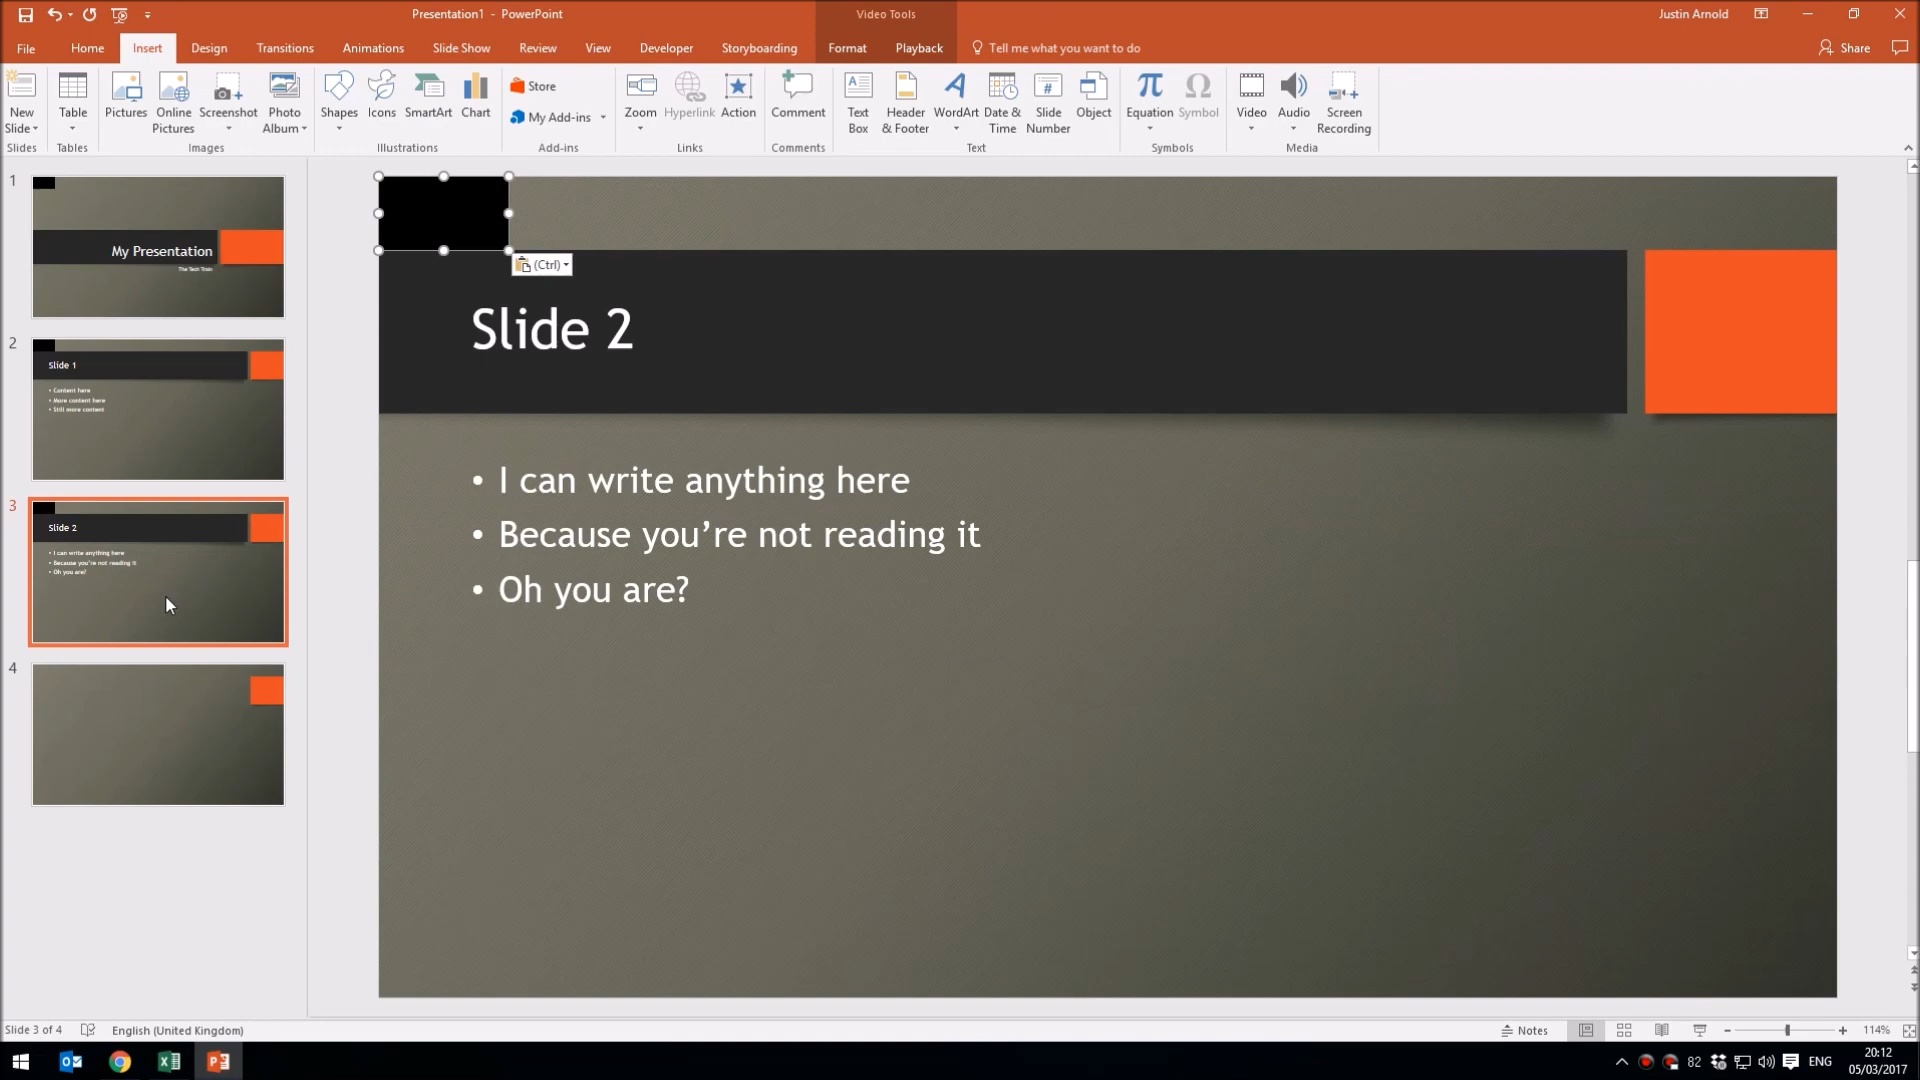 Presentation1 - PowerPoint
Video Tools
Justin Arnold
File Home Insert Design Transitions Animations Slide Show Review View Developer Storyboarding Format Playback Tell me what you want to do Share
New Slide
Table
Pictures
Online Pictures
Screenshot
Photo Album
Shapes
Icons
SmartArt
Chart
Store
My Add-ins
Zoom
Hyperlink
Action
Comment
Text Box
Header & Footer
WordArt
Date & Time
Slide Number
Object
Equation
Symbol
Video
Audio
Screen Recording
Slides Tables Images Illustrations Add-ins Links Comments Text Symbols Media
1
My Presentation
The Tech Train
2
Slide 1
• Content here
• More content here
• Still more content
3
Slide 2
• I can write anything here
• Because you're not reading it
• Oh you are?
4
(Ctrl)
Slide 2
• I can write anything here
• Because you’re not reading it
• Oh you are?
Slide 3 of 4 English (United Kingdom) Notes 114%
82 ENG 20:12
05/03/2017